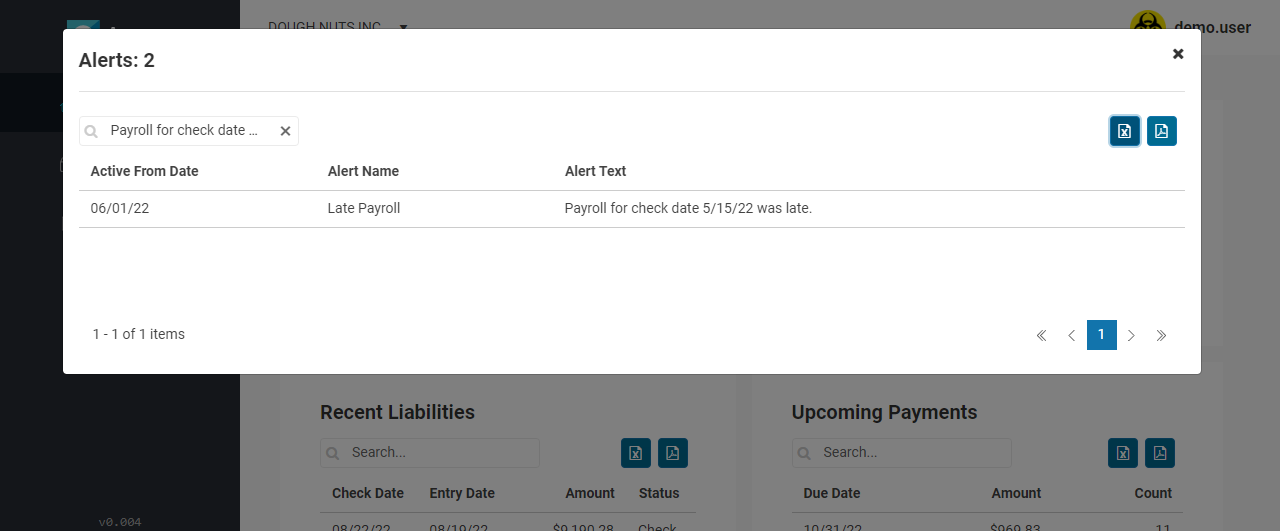 DOUGH NUTS INC
demo.user
Alerts: 2
Payroll for check date ...
Active From Date Alert Name Alert Text
06/01/22 Late Payroll Payroll for check date 5/15/22 was late.
1 - 1 of 1 items
1
Recent Liabilities Upcoming Payments
Search... Search...
Check Date Entry Date Amount Status Due Date Amount Count
08/22/22 08/19/22 $9,190.28 Check 10/31/22 $969.83 11
v0.004